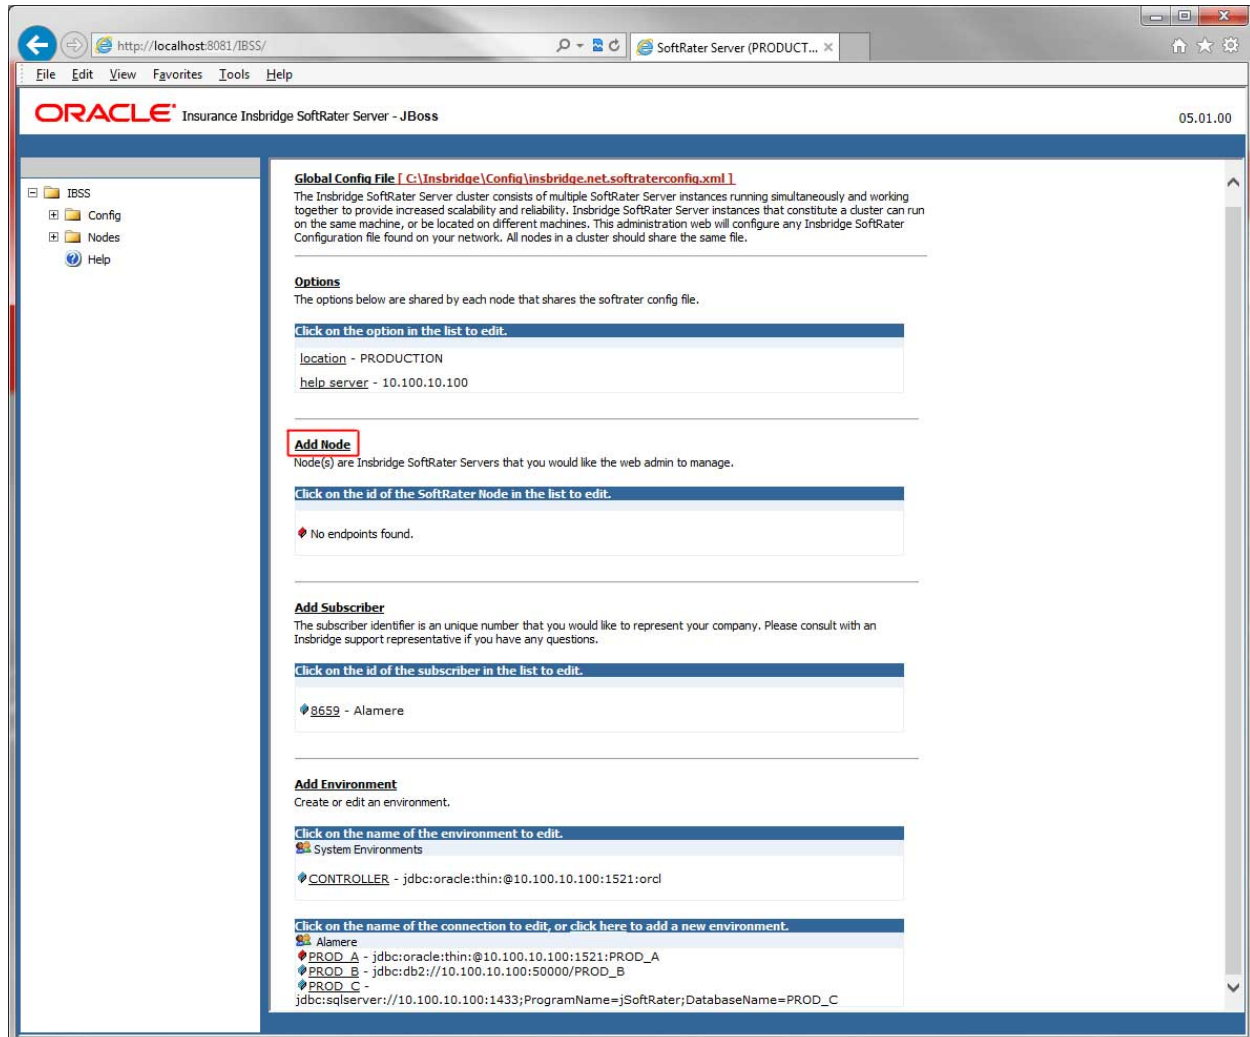 http://localhost:8081/IBSS/
SoftRater Server (PRODUCT...
File Edit View Favorites Tools Help
ORACLE Insurance Insbridge SoftRater Server - JBoss
05.01.00
IBSS
Config
Nodes
Help
Global Config File [ C:\Insbridge\Config\insbridge.net.softraterconfig.xml ]
The Insbridge SoftRater Server cluster consists of multiple SoftRater Server instances running simultaneously and working
together to provide increased scalability and reliability. Insbridge SoftRater Server instances that constitute a cluster can run
on the same machine, or be located on different machines. This administration web will configure any Insbridge SoftRater
Configuration file found on your network. All nodes in a cluster should share the same file.
Options
The options below are shared by each node that shares the softrater config file.
Click on the option in the list to edit.
location - PRODUCTION
help server - 10.100.10.100
Add Node
Node(s) are Insbridge SoftRater Servers that you would like the web admin to manage.
Click on the id of the SoftRater Node in the list to edit.
No endpoints found.
Add Subscriber
The subscriber identifier is an unique number that you would like to represent your company. Please consult with an
Insbridge support representative if you have any questions.
Click on the id of the subscriber in the list to edit.
8659 - Alamere
Add Environment
Create or edit an environment.
Click on the name of the environment to edit.
System Environments
CONTROLLER - jdbc:oracle:thin:@10.100.10.100:1521:orcl
Click on the name of the connection to edit, or click here to add a new environment.
Alamere
PROD_A - jdbc:oracle:thin:@10.100.10.100:1521:PROD_A
PROD_B - jdbc:db2://10.100.10.100:50000/PROD_B
PROD_C -
jdbc:sqlserver://10.100.10.100:1433;ProgramName=jSoftRater;DatabaseName=PROD_C